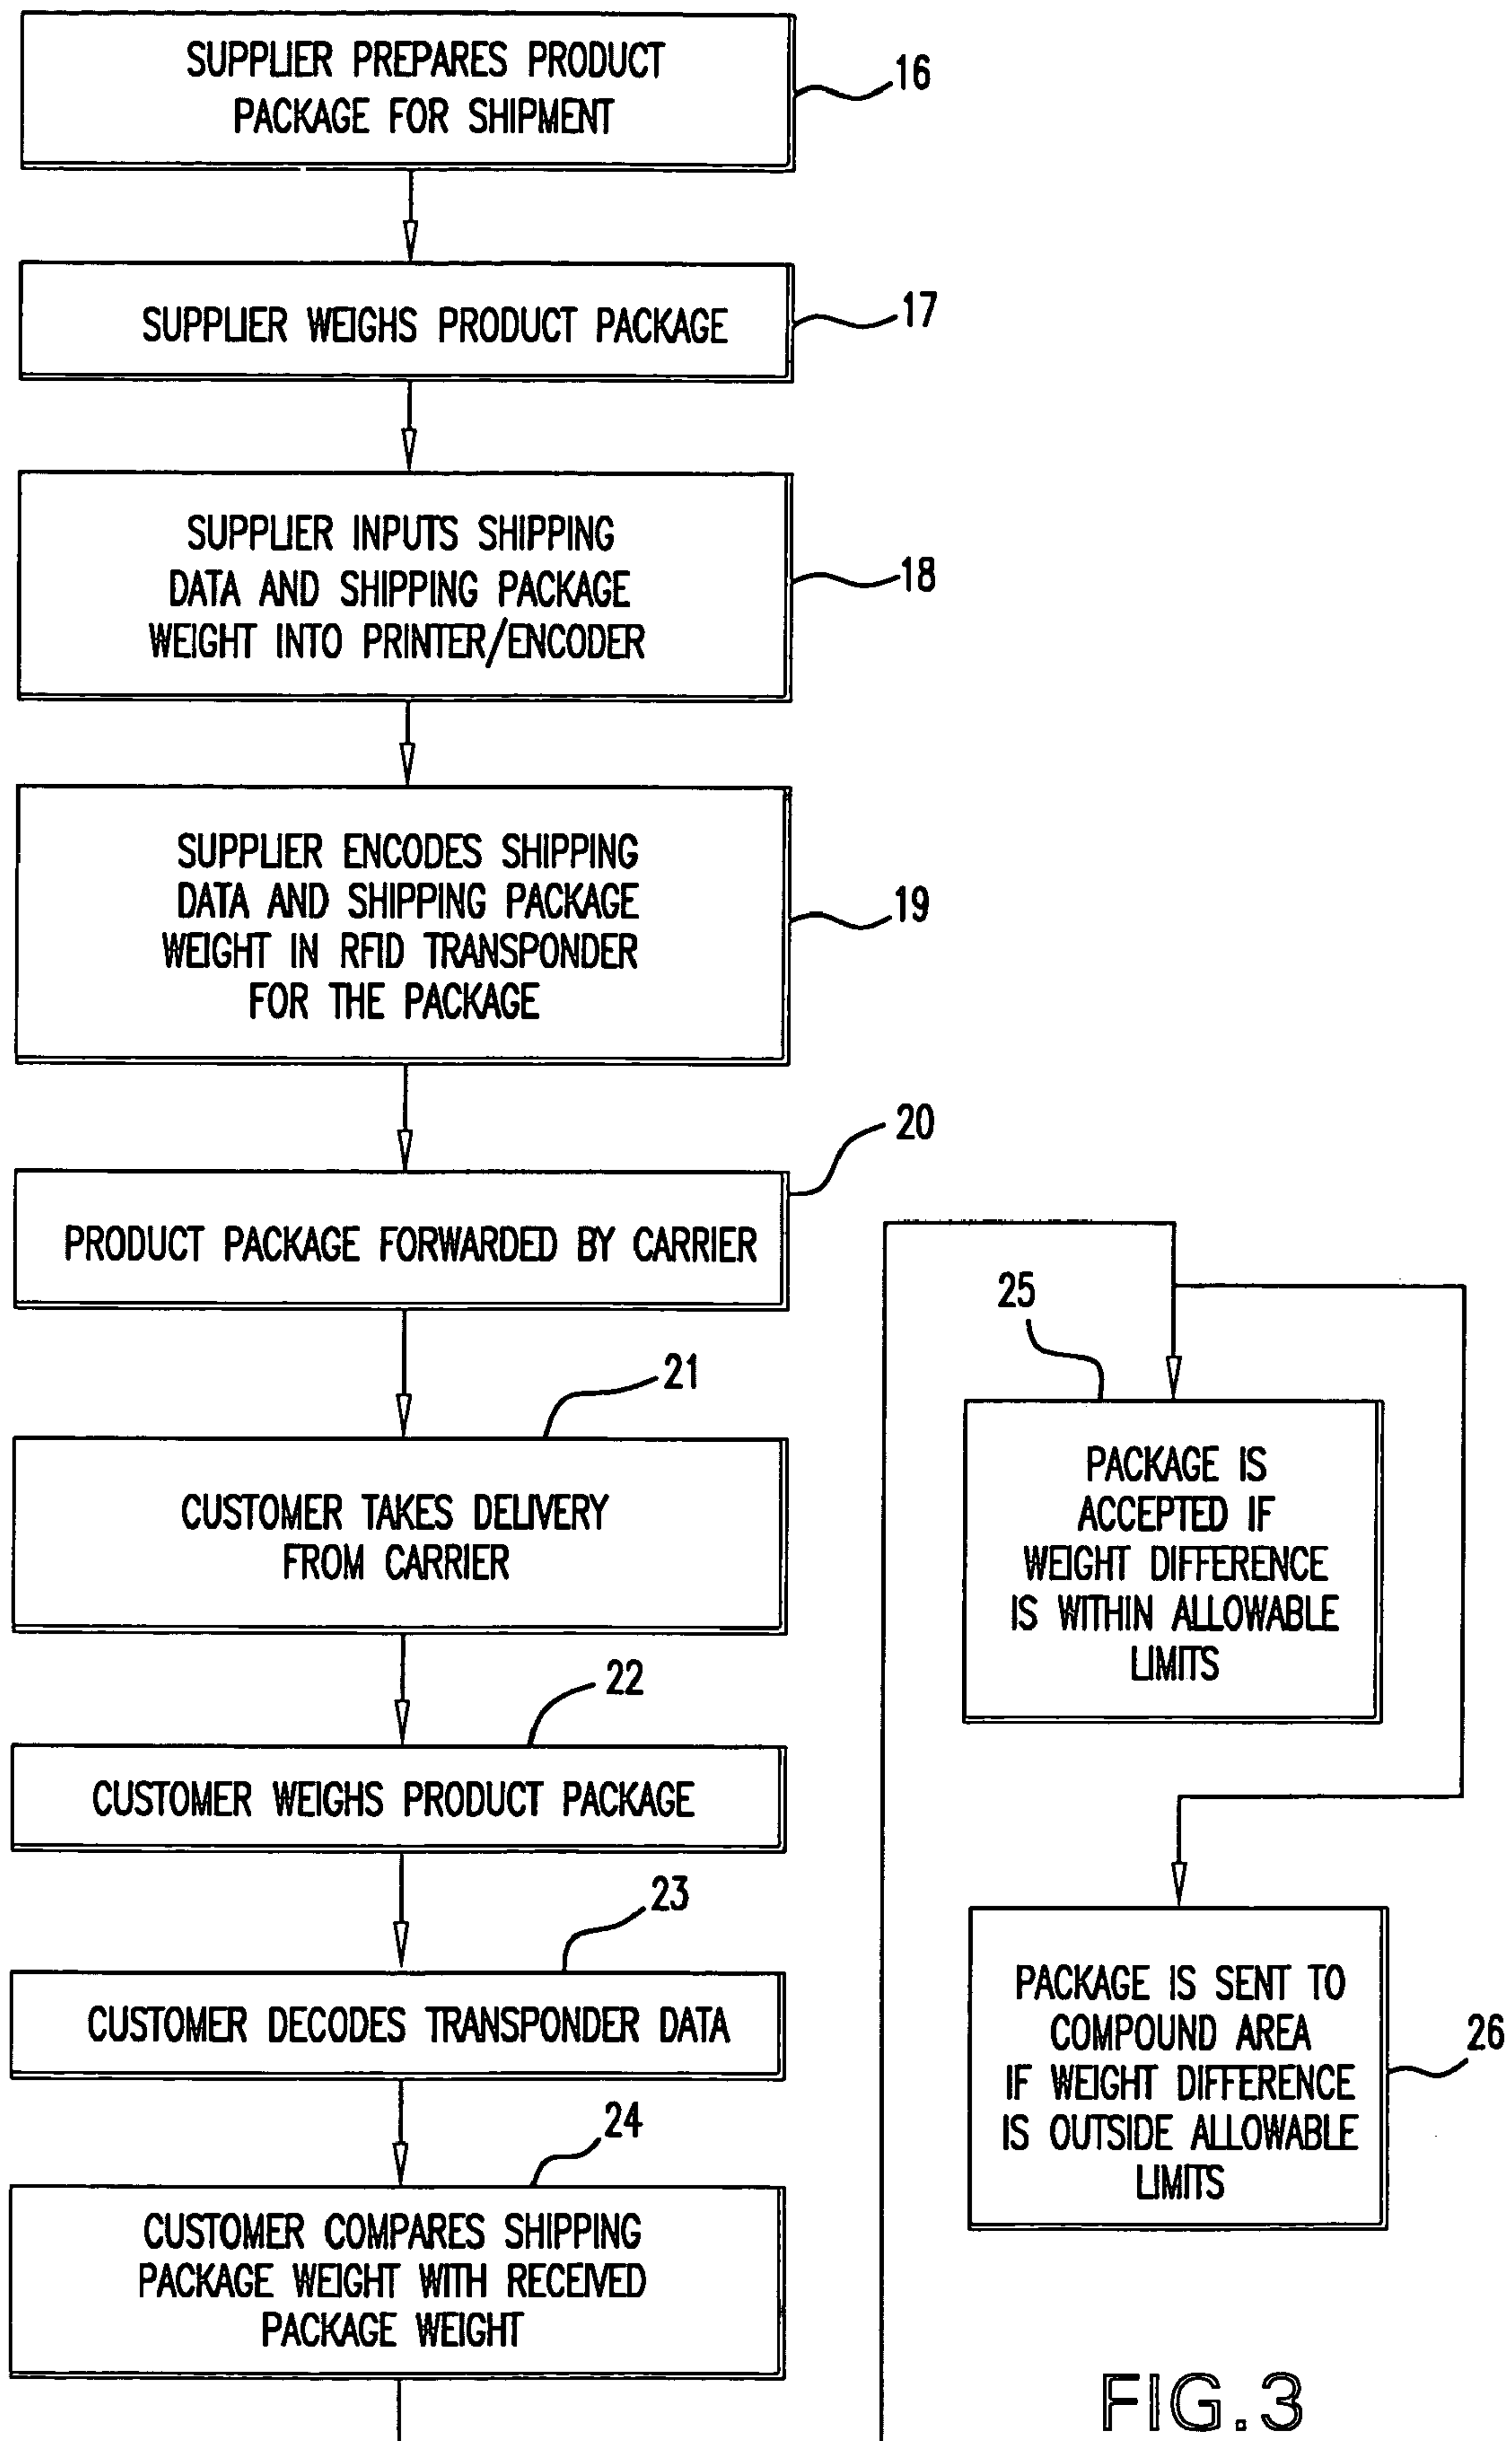 SUPPLIER PREPARES PRODUCT
PACKAGE FOR SHIPMENT
16
SUPPLIER WEIGHS PRODUCT PACKAGE
17
SUPPLIER INPUTS SHIPPING
DATA AND SHIPPING PACKAGE
WEIGHT INTO PRINTER/ENCODER
18
SUPPLIER ENCODES SHIPPING
DATA AND SHIPPING PACKAGE
WEIGHT IN RFID TRANSPONDER
FOR THE PACKAGE
19
PRODUCT PACKAGE FORWARDED BY CARRIER
20
CUSTOMER TAKES DELIVERY
FROM CARRIER
21
CUSTOMER WEIGHS PRODUCT PACKAGE
22
CUSTOMER DECODES TRANSPONDER DATA
23
CUSTOMER COMPARES SHIPPING
PACKAGE WEIGHT WITH RECEIVED
PACKAGE WEIGHT
24
PACKAGE IS
ACCEPTED IF
WEIGHT DIFFERENCE
IS WITHIN ALLOWABLE
LIMITS
25
PACKAGE IS SENT TO
COMPOUND AREA
IF WEIGHT DIFFERENCE
IS OUTSIDE ALLOWABLE
LIMITS
26
FIG.3